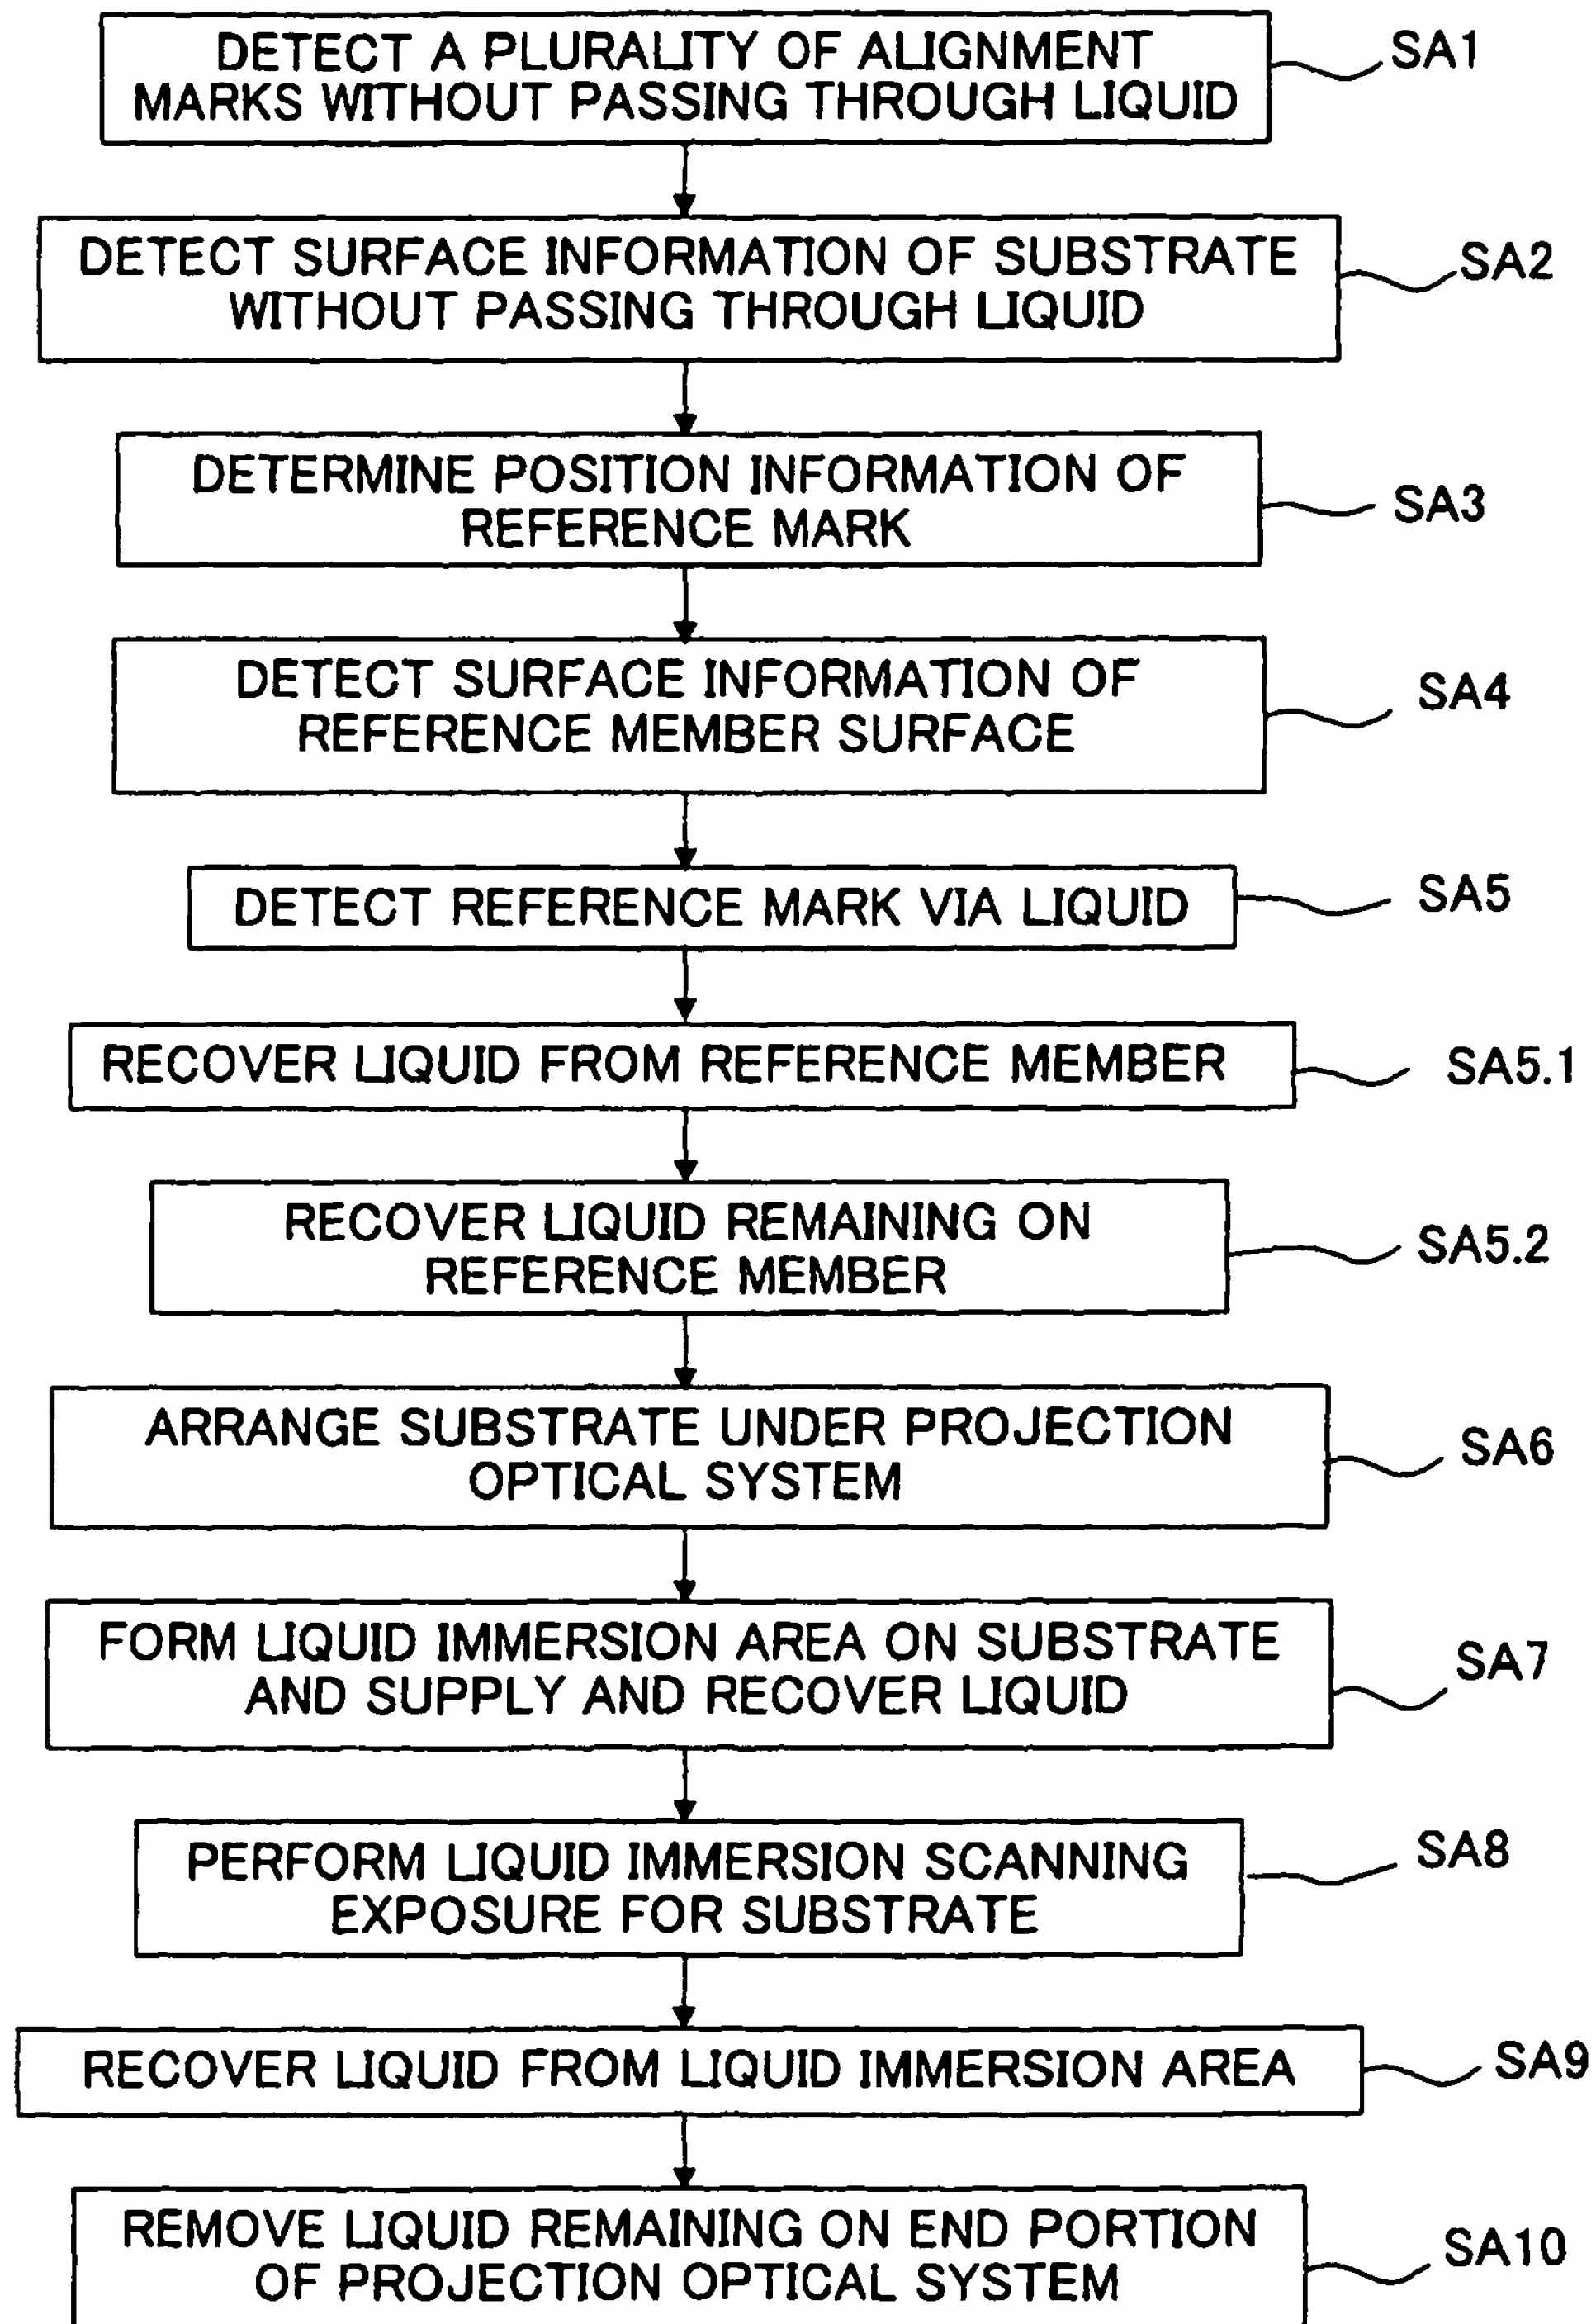 DETECT A PLURALITY OF ALIGNMENT
MARKS WITHOUT PASSING THROUGH LIQUID
SA1
DETECT SURFACE INFORMATION OF SUBSTRATE
WITHOUT PASSING THROUGH LIQUID
SA2
DETERMINE POSITION INFORMATION OF
REFERENCE MARK
SA3
DETECT SURFACE INFORMATION OF
REFERENCE MEMBER SURFACE
SA4
DETECT REFERENCE MARK VIA LIQUID
SA5
RECOVER LIQUID FROM REFERENCE MEMBER
SA5.1
RECOVER LIQUID REMAINING ON
REFERENCE MEMBER
SA5.2
ARRANGE SUBSTRATE UNDER PROJECTION
OPTICAL SYSTEM
SA6
FORM LIQUID IMMERSION AREA ON SUBSTRATE
AND SUPPLY AND RECOVER LIQUID
SA7
PERFORM LIQUID IMMERSION SCANNING
EXPOSURE FOR SUBSTRATE
SA8
RECOVER LIQUID FROM LIQUID IMMERSION AREA
SA9
REMOVE LIQUID REMAINING ON END PORTION
OF PROJECTION OPTICAL SYSTEM
SA10